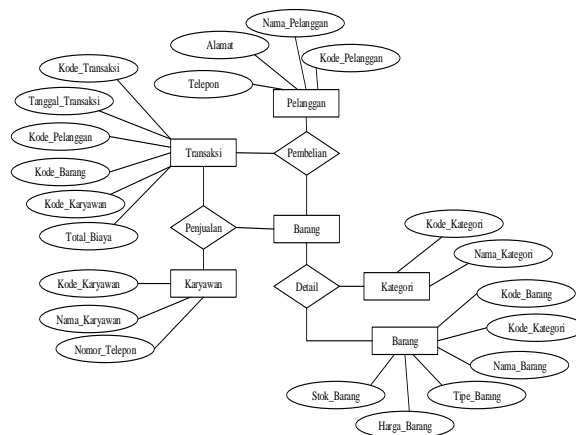 Nama_Pelanggan
Alamat
Kode_Pelanggan
Kode_Transaksi
Telepon
Tanggal_Transaksi
Pelanggan
Kode_Pelanggan
Transaksi
Pembelian
Kode_Barang
Kode_Karyawan
Total_Biaya
Penjualan
Barang
Kode_Kategori
Nama_Kategori
Kode_Karyawan
Karyawan
Detail
Kategori
Kode_Barang
Nama_Karyawan
Kode_Kategori
Nomor_Telepon
Barang
Nama_Barang
Stok_Barang
Tipe_Barang
Harga_Barang